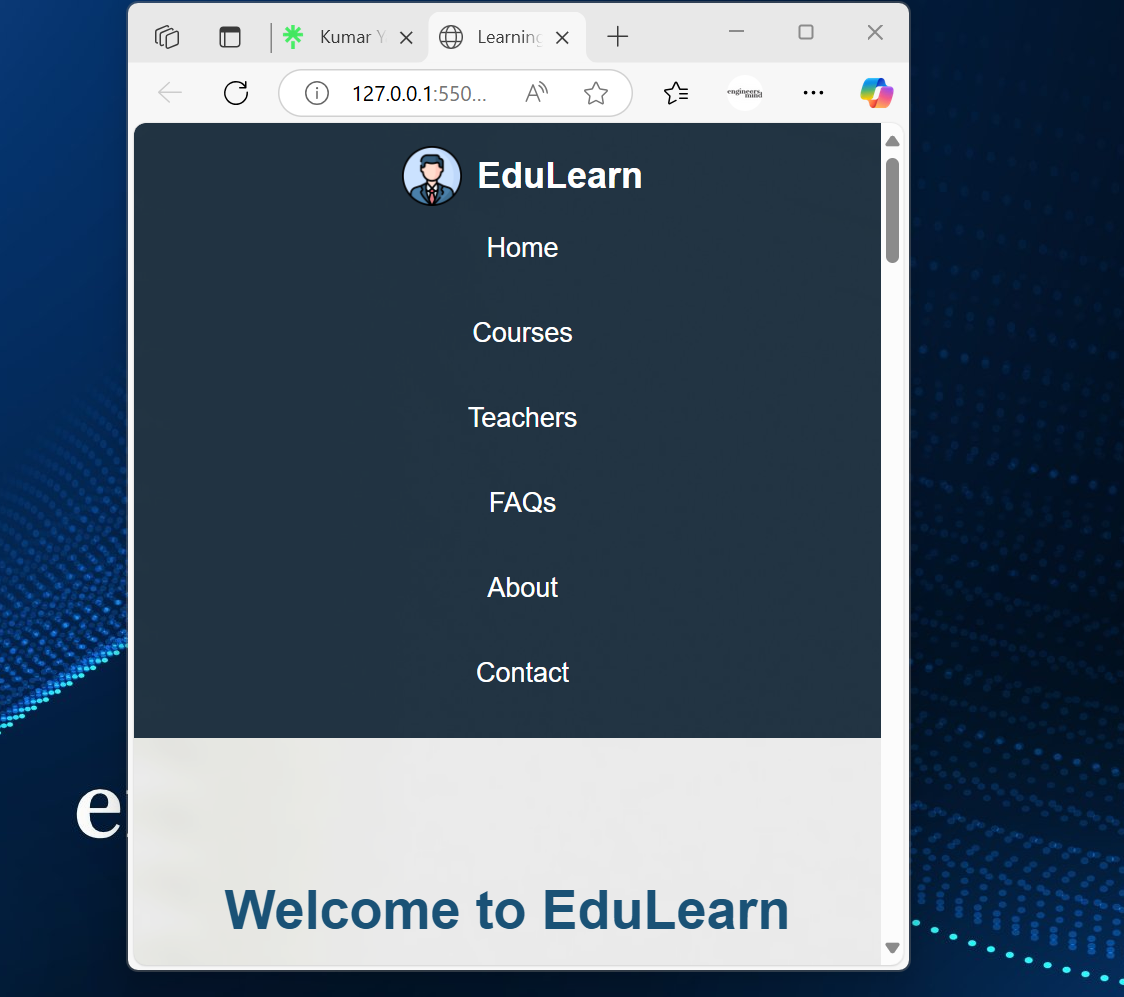 Kumar Y
Learning
127.0.0.1:550...
engineers mind
EduLearn
Home
Courses
Teachers
FAQs
About
Contact
e
Welcome to EduLearn